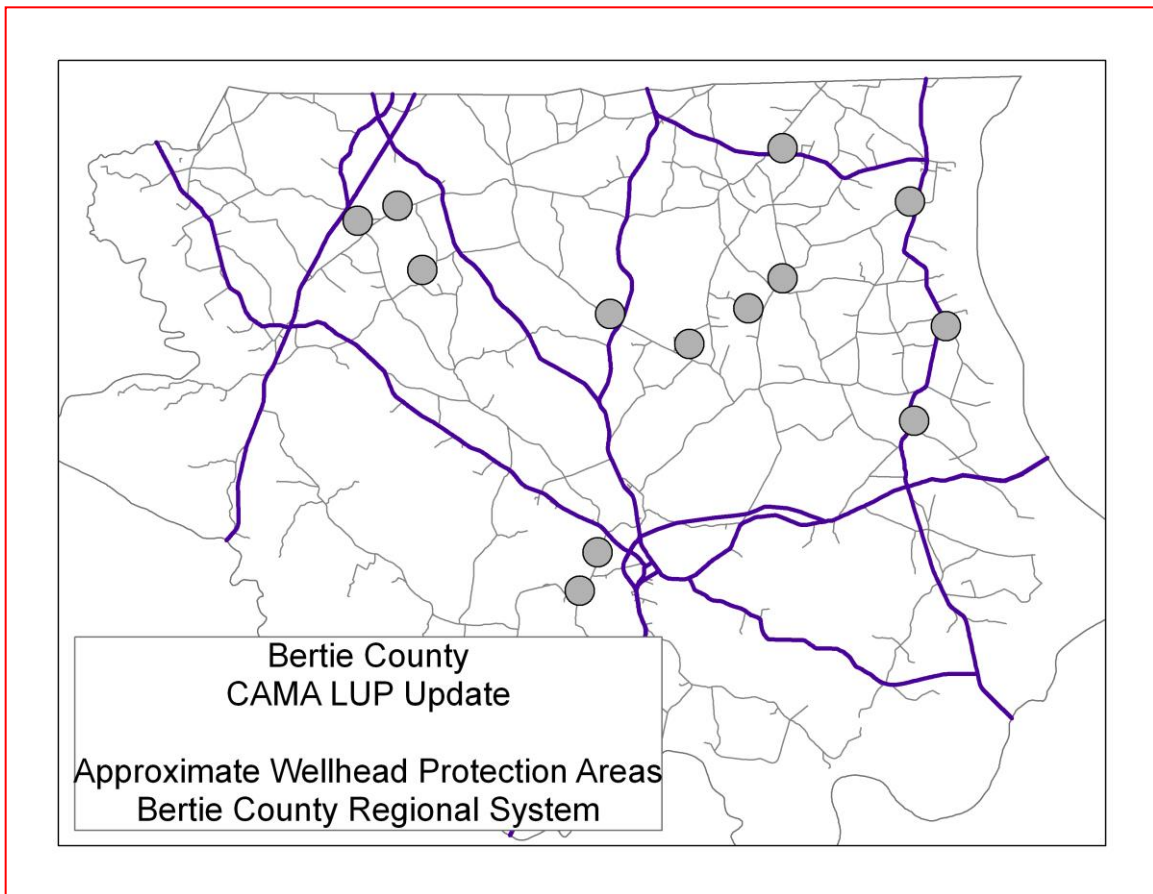 Bertie County
CAMA LUP Update
Approximate Wellhead Protection Areas
Bertie County Regional System